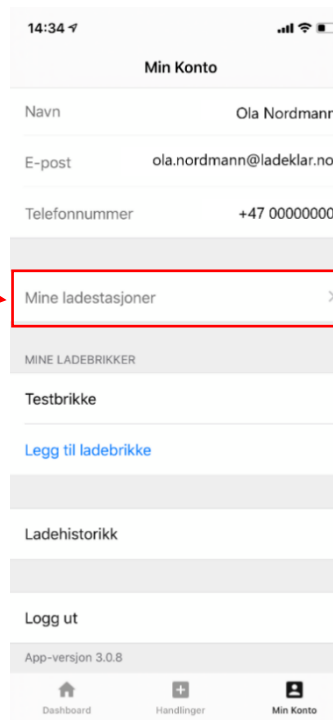 14:34
Min Konto
Navn Ola Nordmann
E-post ola.nordmann@ladeklar.no
Telefonnummer +47 00000000
Mine ladestasjoner
MINE LADEBRIKKER
Testbrikke
Legg til ladebrikke
Ladehistorikk
Logg ut
App-versjon 3.0.8
Dashboard Handlinger Min Konto